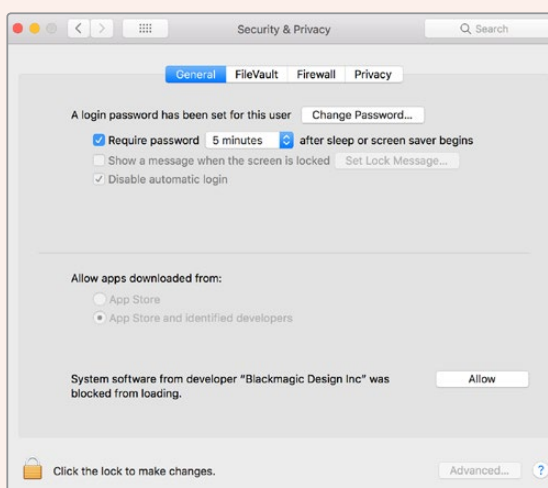 Security & Privacy
Search
General FileVault Firewall Privacy
A login password has been set for this user Change Password...
Require password 5 minutes after sleep or screen saver begins
Show a message when the screen is locked Set Lock Message...
Disable automatic login
Allow apps downloaded from:
App Store
App Store and identified developers
System software from developer “Blackmagic Design Inc” was Allow
blocked from loading.
Click the lock to make changes. Advanced... ?